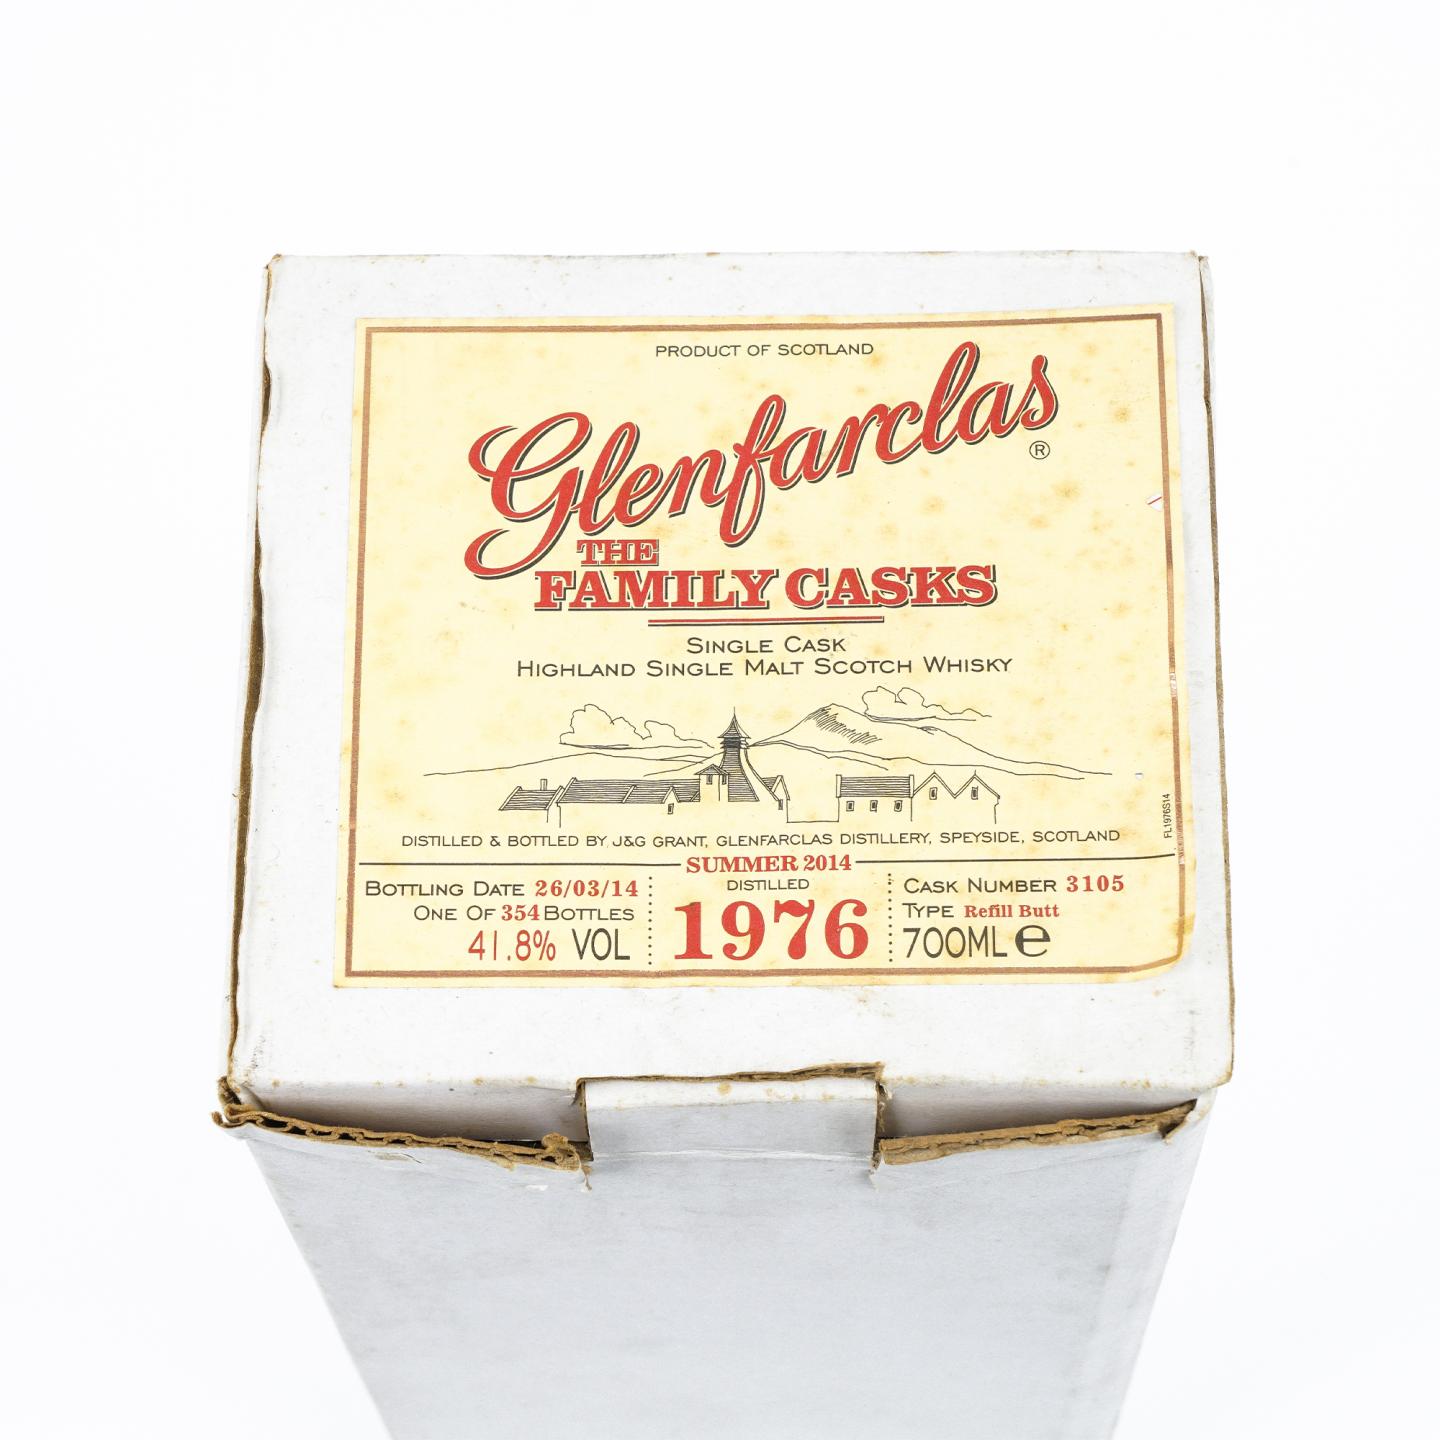 PRODUCT OF SCOTLAND
Glenfarclas ®
THE
FAMILY CASKS
SINGLE CASK
HIGHLAND SINGLE MALT SCOTCH WHISKY
FL1976S14
DISTILLED & BOTTLED BY J&G GRANT, GLENFARCLAS DISTILLERY, SPEYSIDE, SCOTLAND
SUMMER 2014
BOTTLING DATE 26/03/14
ONE OF 354 BOTTLES
41.8% VOL
DISTILLED
1976
CASK NUMBER 3105
TYPE Refill Butt
700ML e